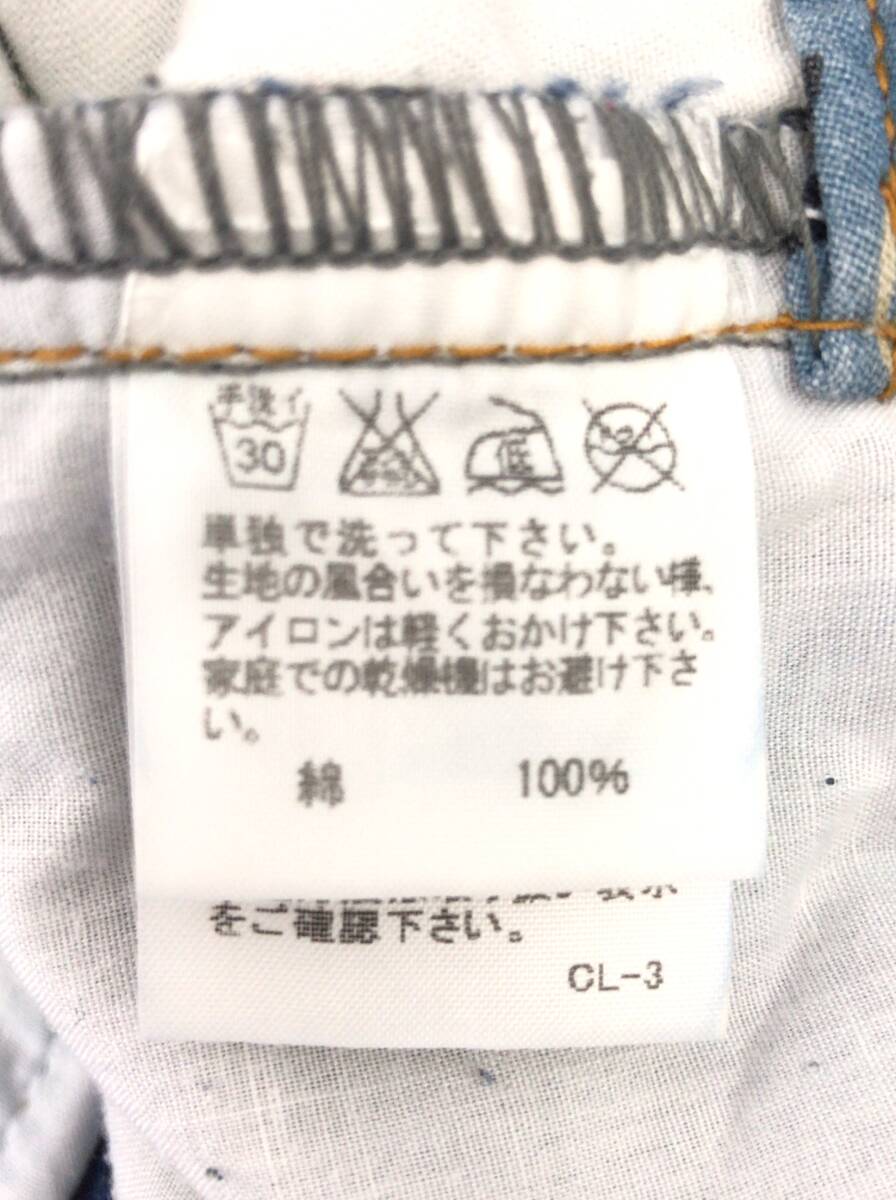 手洗イ
30
低
単独で洗って下さい。
生地の風合いを損なわない様、
アイロンは軽くおかけ下さい。
家庭での乾燥機はお避け下さ
い。
綿 100%
をご確認下さい。
CL-3